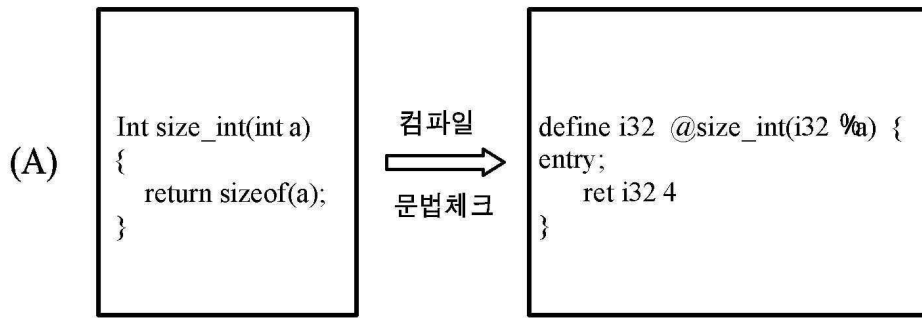 (A)
Int size_int(int a)
{
return sizeof(a);
}
컴파일
문법체크
define i32 @size_int(i32 %a) {
entry;
ret i32 4
}